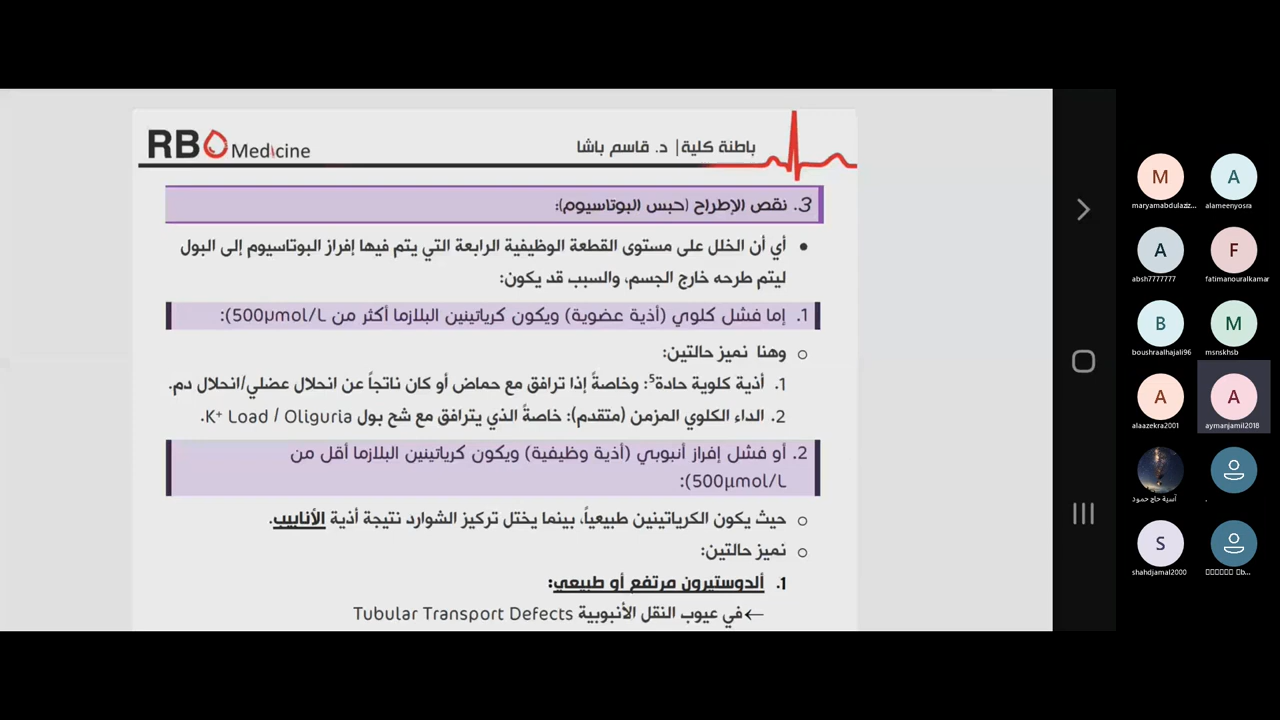 RBO Medicine
باطنة كلية | د. قاسم باشا
3. نقص الإطراح (حبس البوتاسيوم):
• أي أن الخلل على مستوى القطعة الوظيفية الرابعة التي يتم فيها إفراز البوتاسيوم إلى البول
ليتم طرحه خارج الجسم، والسبب قد يكون:
1. إما فشل كلوي (أذية عضوية) ويكون كرياتينين البلازما أكثر من 500µmol/L):
o وهنا نميز حالتين:
1. أذية كلوية حادة⁵: وخاصةً إذا ترافق مع حماض أو كان ناتجاً عن انحلال عضلي/انحلال دم.
2. الداء الكلوي المزمن (متقدم): خاصةً الذي يترافق مع شح بول K⁺ Load / Oliguria.
2. أو فشل إفراز أنبوبي (أذية وظيفية) ويكون كرياتينين البلازما أقل من
500µmol/L):
o حيث يكون الكرياتينين طبيعياً، بينما يختل تركيز الشوارد نتيجة أذية الأنابيب.
o نميز حالتين:
1. ألدوستيرون مرتفع أو طبيعي:
← في عيوب النقل الأنبوبية Tubular Transport Defects
M
maryamabdulaziz...
A
alameenyosra
A
absh7777777
F
fatimanouralkamar
B
boushraalhajali96
M
msnskhsb
A
alaazekra2001
A
aymanjamil2018
آسية حاج حمود
.
S
shahdjamal2000